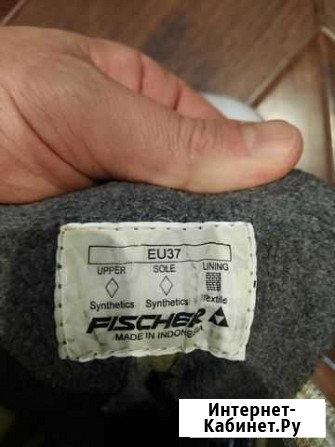 EU37
UPPER SOLE LINING
Synthetics Synthetics Textile
FISCHER
MADE IN INDONESIA
Интернет-
Кабинет.Ру